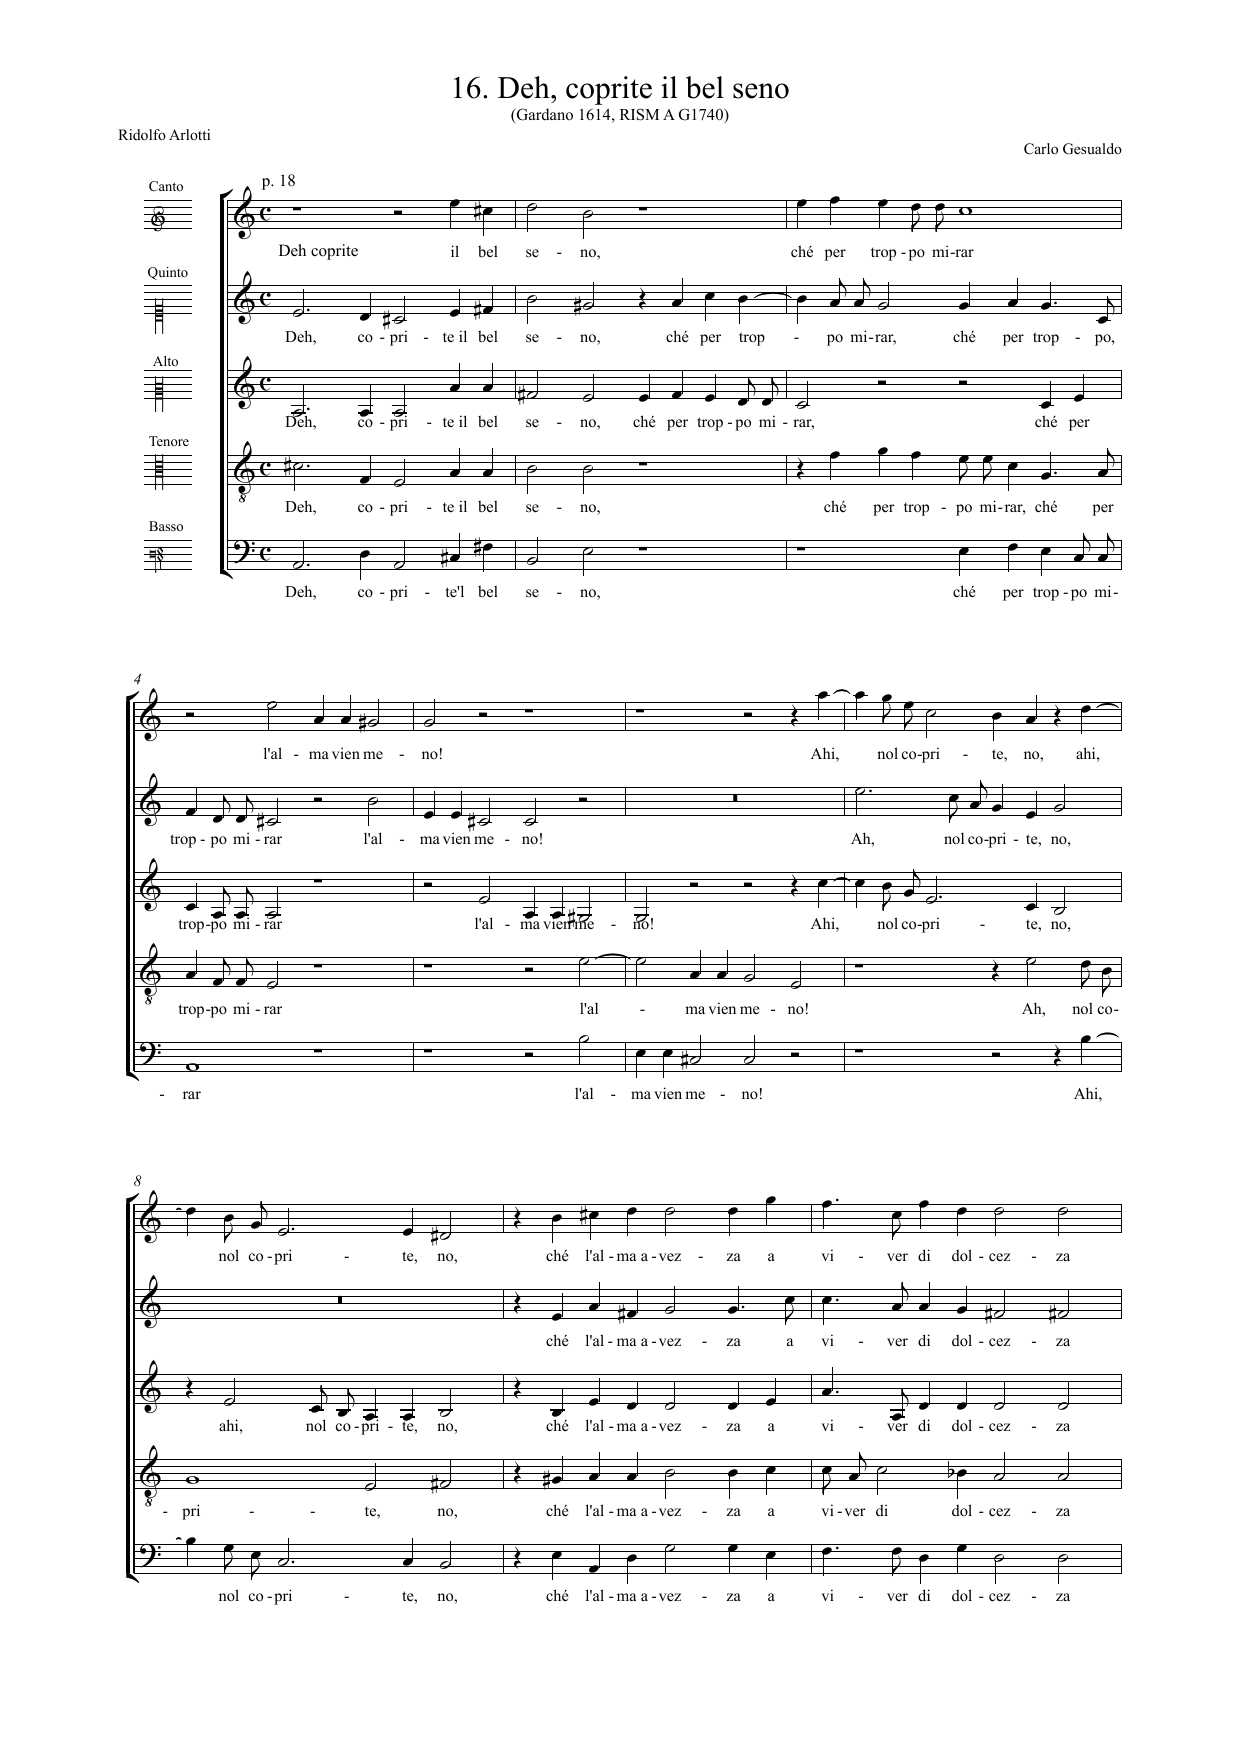 16. Deh, coprite il bel seno
(Gardano 1614, RISM A G1740)
Ridolfo Arlotti
Carlo Gesualdo
p. 18
Canto
Deh coprite il bel se - no, ché per trop - po mi-rar
Quinto
Deh, co - pri - te il bel se - no, ché per trop - po mi-rar, ché per trop - po,
Alto
Deh, co - pri - te il bel se - no, ché per trop - po mi - rar, ché per
Tenore
8
Deh, co - pri - te il bel se - no, ché per trop - po mi-rar, ché per
Basso
Deh, co - pri - te'l bel se - no, ché per trop - po mi-
4
l'al - ma vien me - no! Ahi, nol co-pri - te, no, ahi,
trop - po mi - rar l'al - ma vien me - no! Ah, nol co-pri - te, no,
trop-po mi - rar l'al - ma vien me - no! Ahi, nol co-pri - te, no,
8
trop-po mi - rar l'al - ma vien me - no! Ah, nol co-
- rar l'al - ma vien me - no! Ahi,
8
nol co-pri - te, no, ché l'al-ma a-vez - za a vi - ver di dol-cez - za
ché l'al-ma a-vez - za a vi - ver di dol-cez - za
ahi, nol co-pri - te, no, ché l'al-ma a-vez - za a vi - ver di dol-cez - za
8
- pri - - te, no, ché l'al-ma a-vez - za a vi-ver di dol-cez - za
nol co-pri - te, no, ché l'al-ma a-vez - za a vi - ver di dol-cez - za